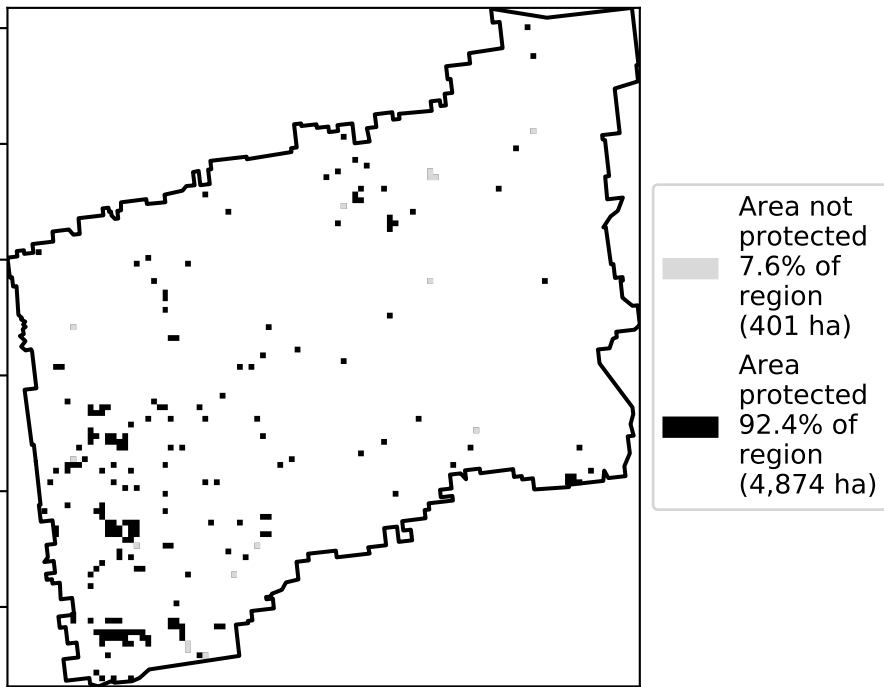 Area not
protected
7.6% of
region
(401 ha)
Area
protected
92.4% of
region
(4,874 ha)